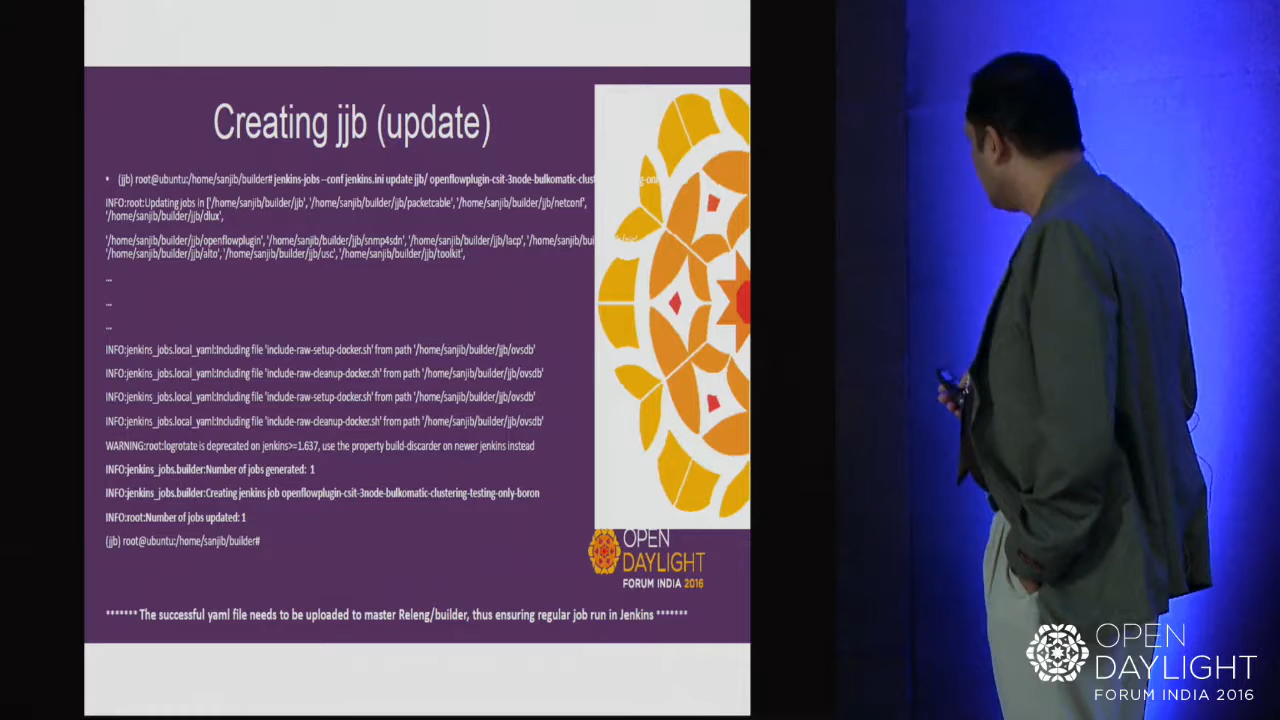 Creating jjb (update)
• (jjb) root@ubuntu:/home/sanjib/builder# jenkins-jobs --conf jenkins.ini update jjb/ openflowplugin-csit-3node-bulkomatic-clust
INFO:root:Updating jobs in ['/home/sanjib/builder/jjb', '/home/sanjib/builder/jjb/packetcable', '/home/sanjib/builder/jjb/netconf',
'/home/sanjib/builder/jjb/dlux',
'/home/sanjib/builder/jjb/openflowplugin', '/home/sanjib/builder/jjb/snmp4sdn', '/home/sanjib/builder/jjb/lacp',
'/home/sanjib/builder/jjb/alto', '/home/sanjib/builder/jjb/usc', '/home/sanjib/builder/jjb/toolkit',
...
...
...
INFO:jenkins_jobs.local_yaml:Including file 'include-raw-setup-docker.sh' from path '/home/sanjib/builder/jjb/ovsdb'
INFO:jenkins_jobs.local_yaml:Including file 'include-raw-cleanup-docker.sh' from path '/home/sanjib/builder/jjb/ovsdb'
INFO:jenkins_jobs.local_yaml:Including file 'include-raw-setup-docker.sh' from path '/home/sanjib/builder/jjb/ovsdb'
INFO:jenkins_jobs.local_yaml:Including file 'include-raw-cleanup-docker.sh' from path '/home/sanjib/builder/jjb/ovsdb'
WARNING:root:logrotate is deprecated on jenkins>=1.637, use the property build-discarder on newer jenkins instead
INFO:jenkins_jobs.builder:Number of jobs generated: 1
INFO:jenkins_jobs.builder:Creating jenkins job openflowplugin-csit-3node-bulkomatic-clustering-testing-only-boron
INFO:root:Number of jobs updated: 1
(jjb) root@ubuntu:/home/sanjib/builder#
OPEN
DAYLIGHT
FORUM INDIA 2016
******* The successful yaml file needs to be uploaded to master Releng/builder, thus ensuring regular job run in Jenkins *******
OPEN
DAYLIGHT
FORUM INDIA 2016